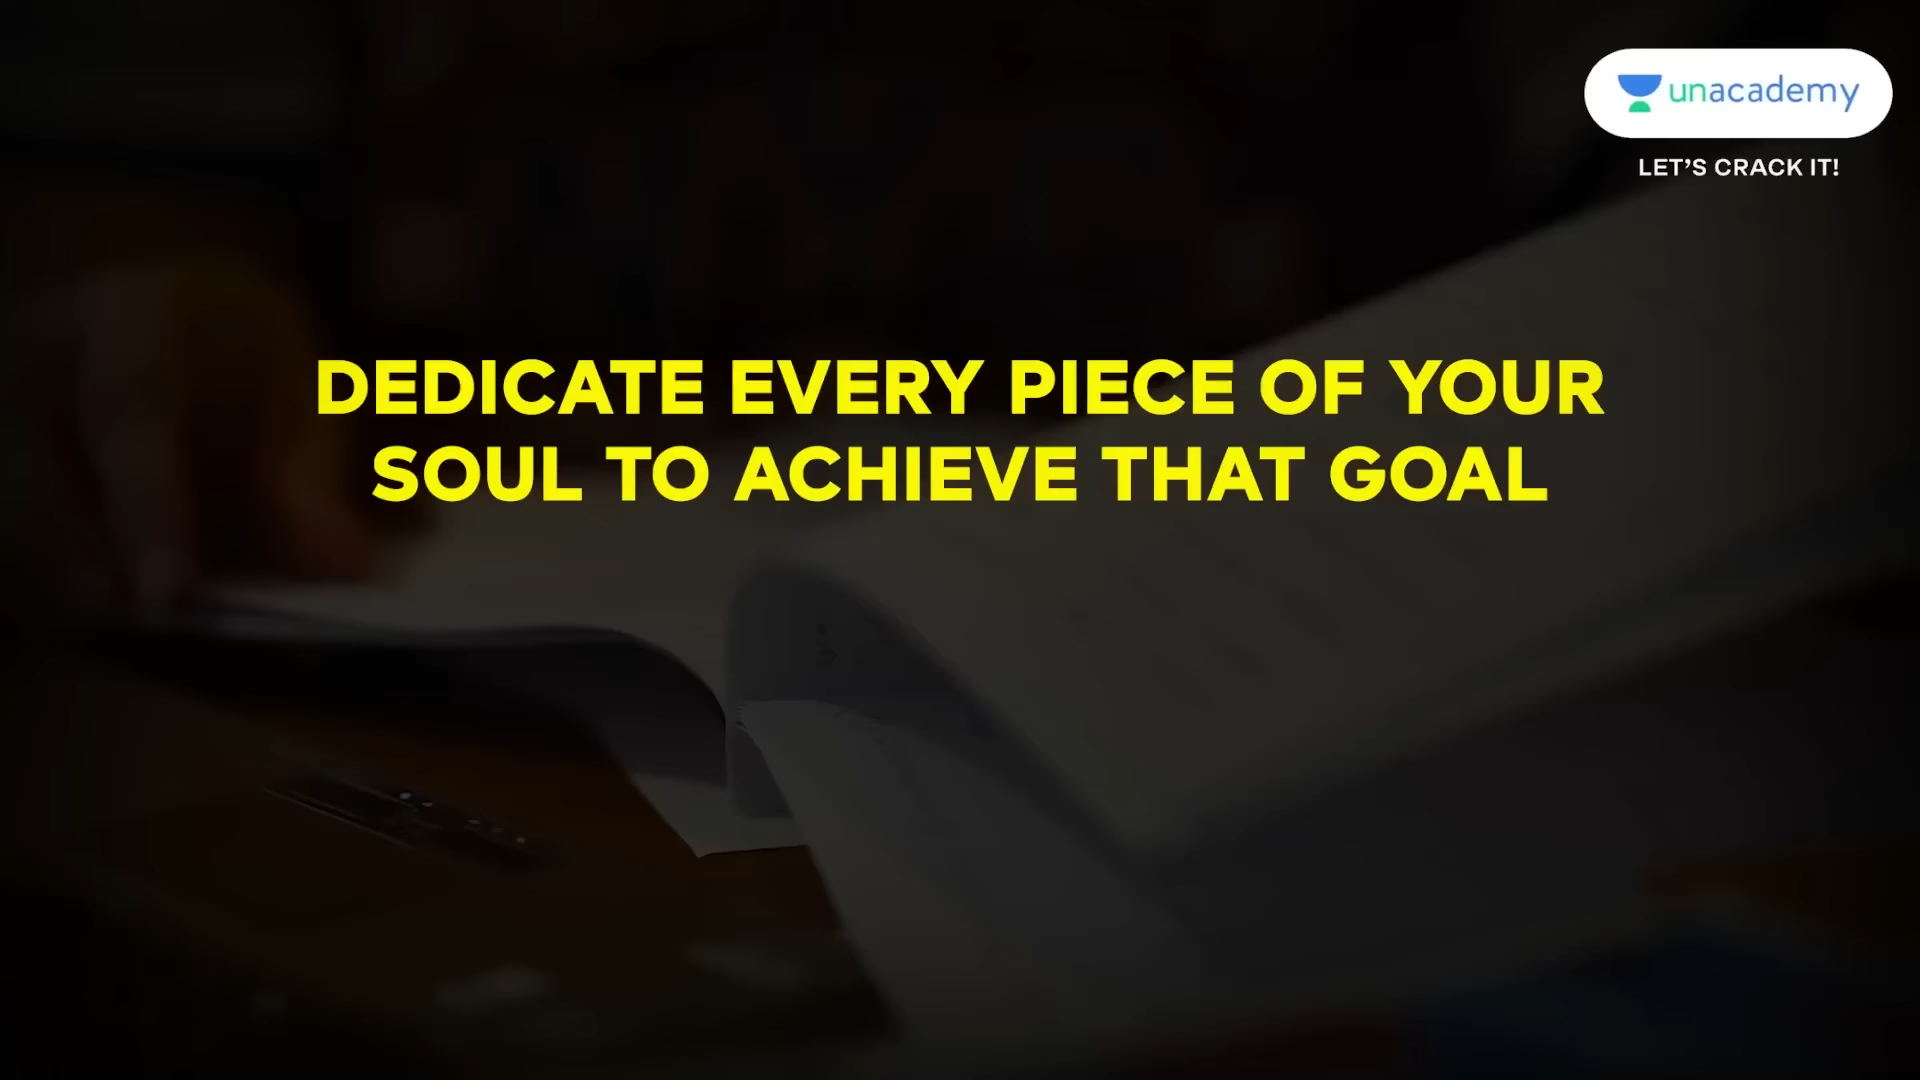 unacademy
LET'S CRACK IT!
DEDICATE EVERY PIECE OF YOUR
SOUL TO ACHIEVE THAT GOAL